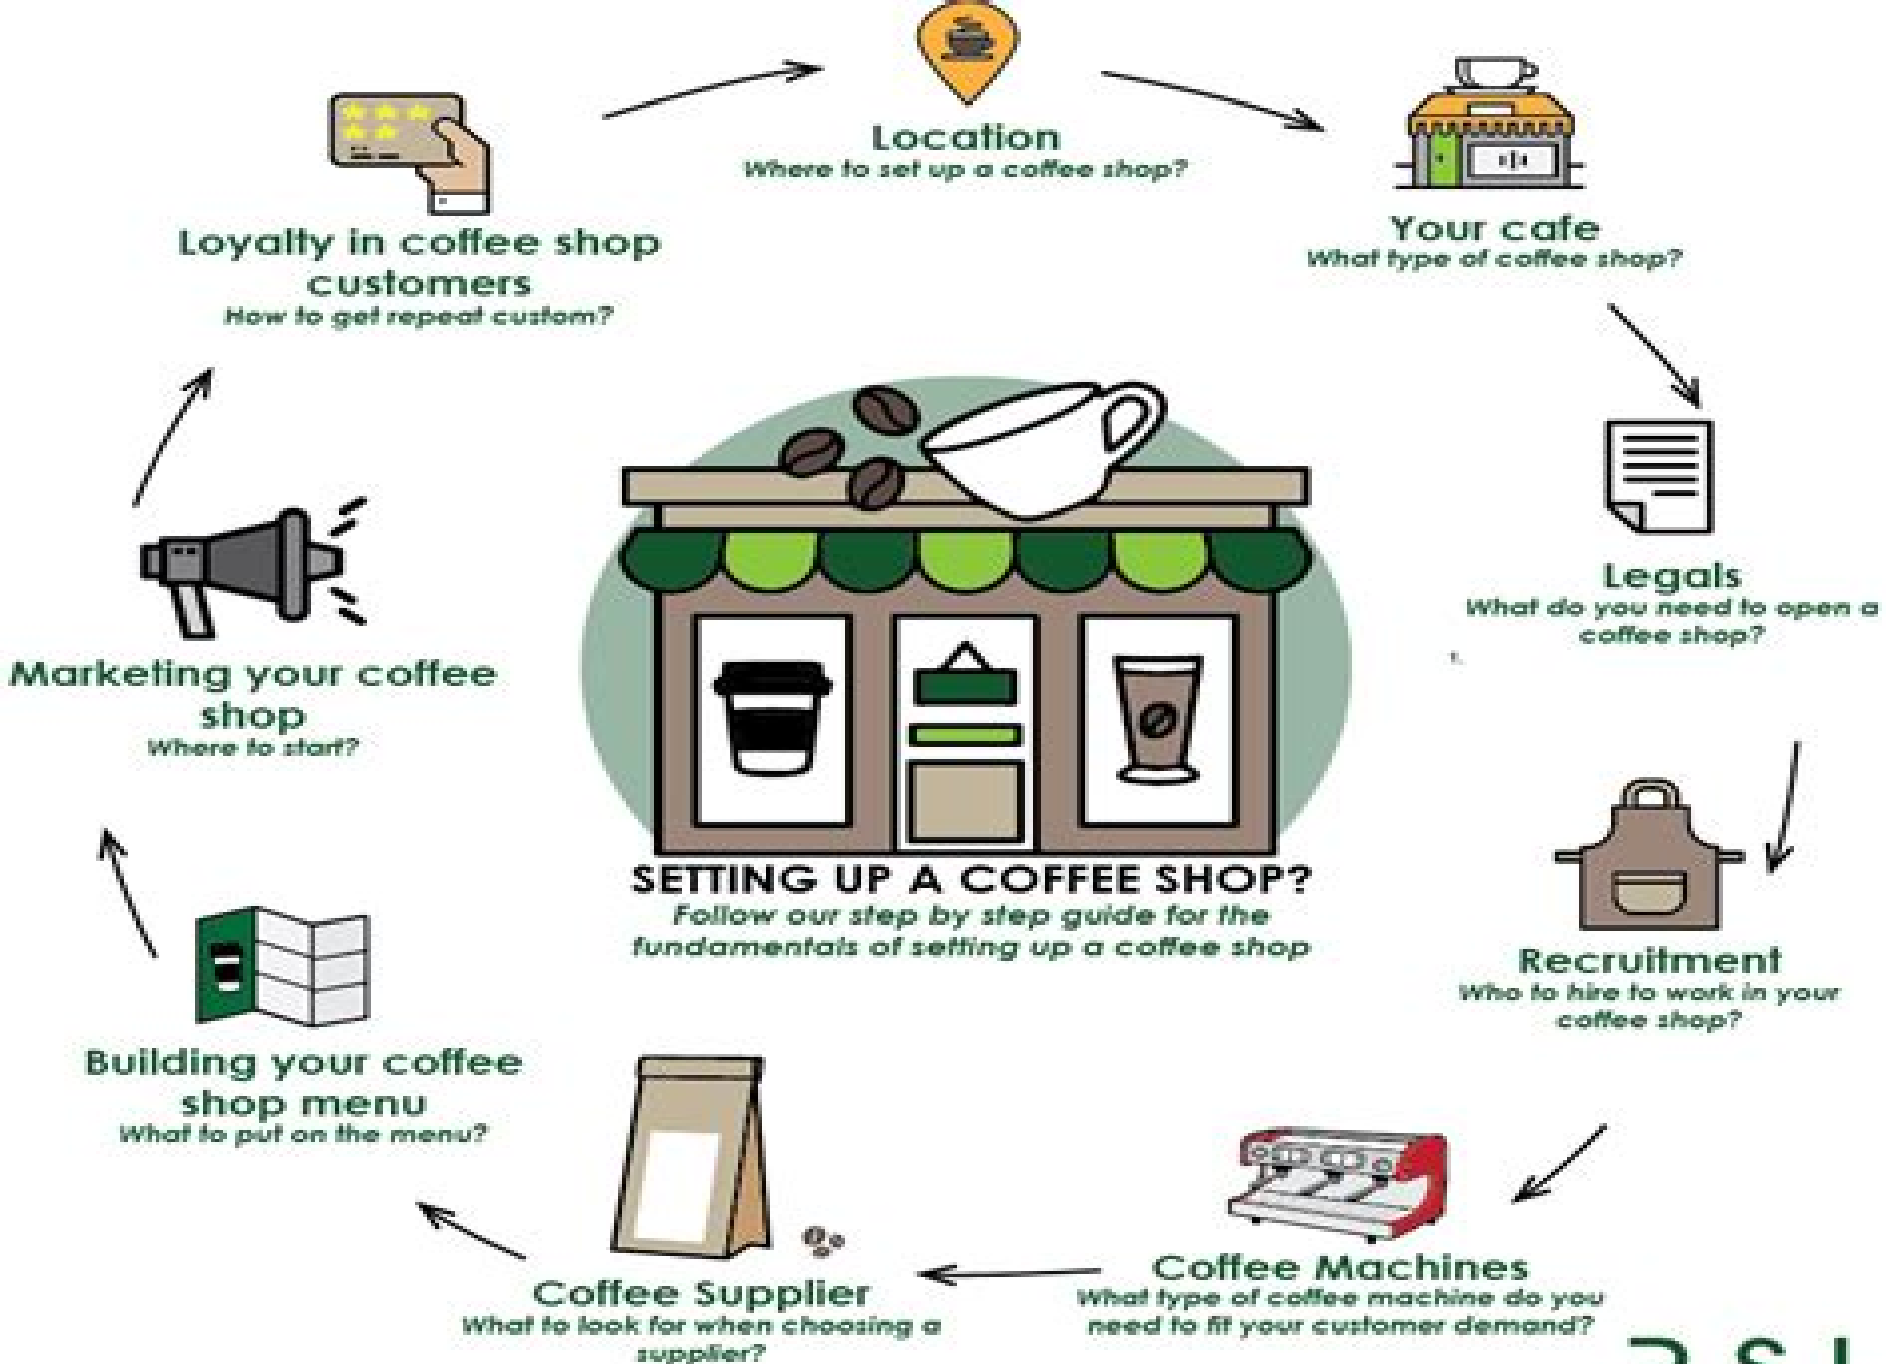 Location
Where to set up a coffee shop?
Your cafe
What type of coffee shop?
Legals
What do you need to open a
coffee shop?
1.
Recruitment
Who to hire to work in your
coffee shop?
Coffee Machines
What type of coffee machine do you
need to fit your customer demand?
Coffee Supplier
What to look for when choosing a
supplier?
Building your coffee
shop menu
What to put on the menu?
Marketing your coffee
shop
Where to start?
Loyalty in coffee shop
customers
How to get repeat custom?
SETTING UP A COFFEE SHOP?
Follow our step by step guide for the
fundamentals of setting up a coffee shop